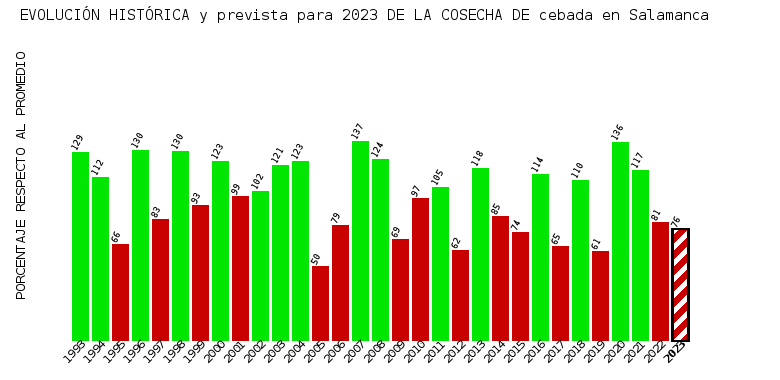 EVOLUCIÓN HISTÓRICA y prevista para 2023 DE LA COSECHA DE cebada en Salamanca
PORCENTAJE RESPECTO AL PROMEDIO
129 112 66 130 83 130 93 123 99 102 121 123 50 79 137 124 69 97 105 62 118 85 74 114 65 110 61 136 117 81 76
1993 1994 1995 1996 1997 1998 1999 2000 2001 2002 2003 2004 2005 2006 2007 2008 2009 2010 2011 2012 2013 2014 2015 2016 2017 2018 2019 2020 2021 2022 2023